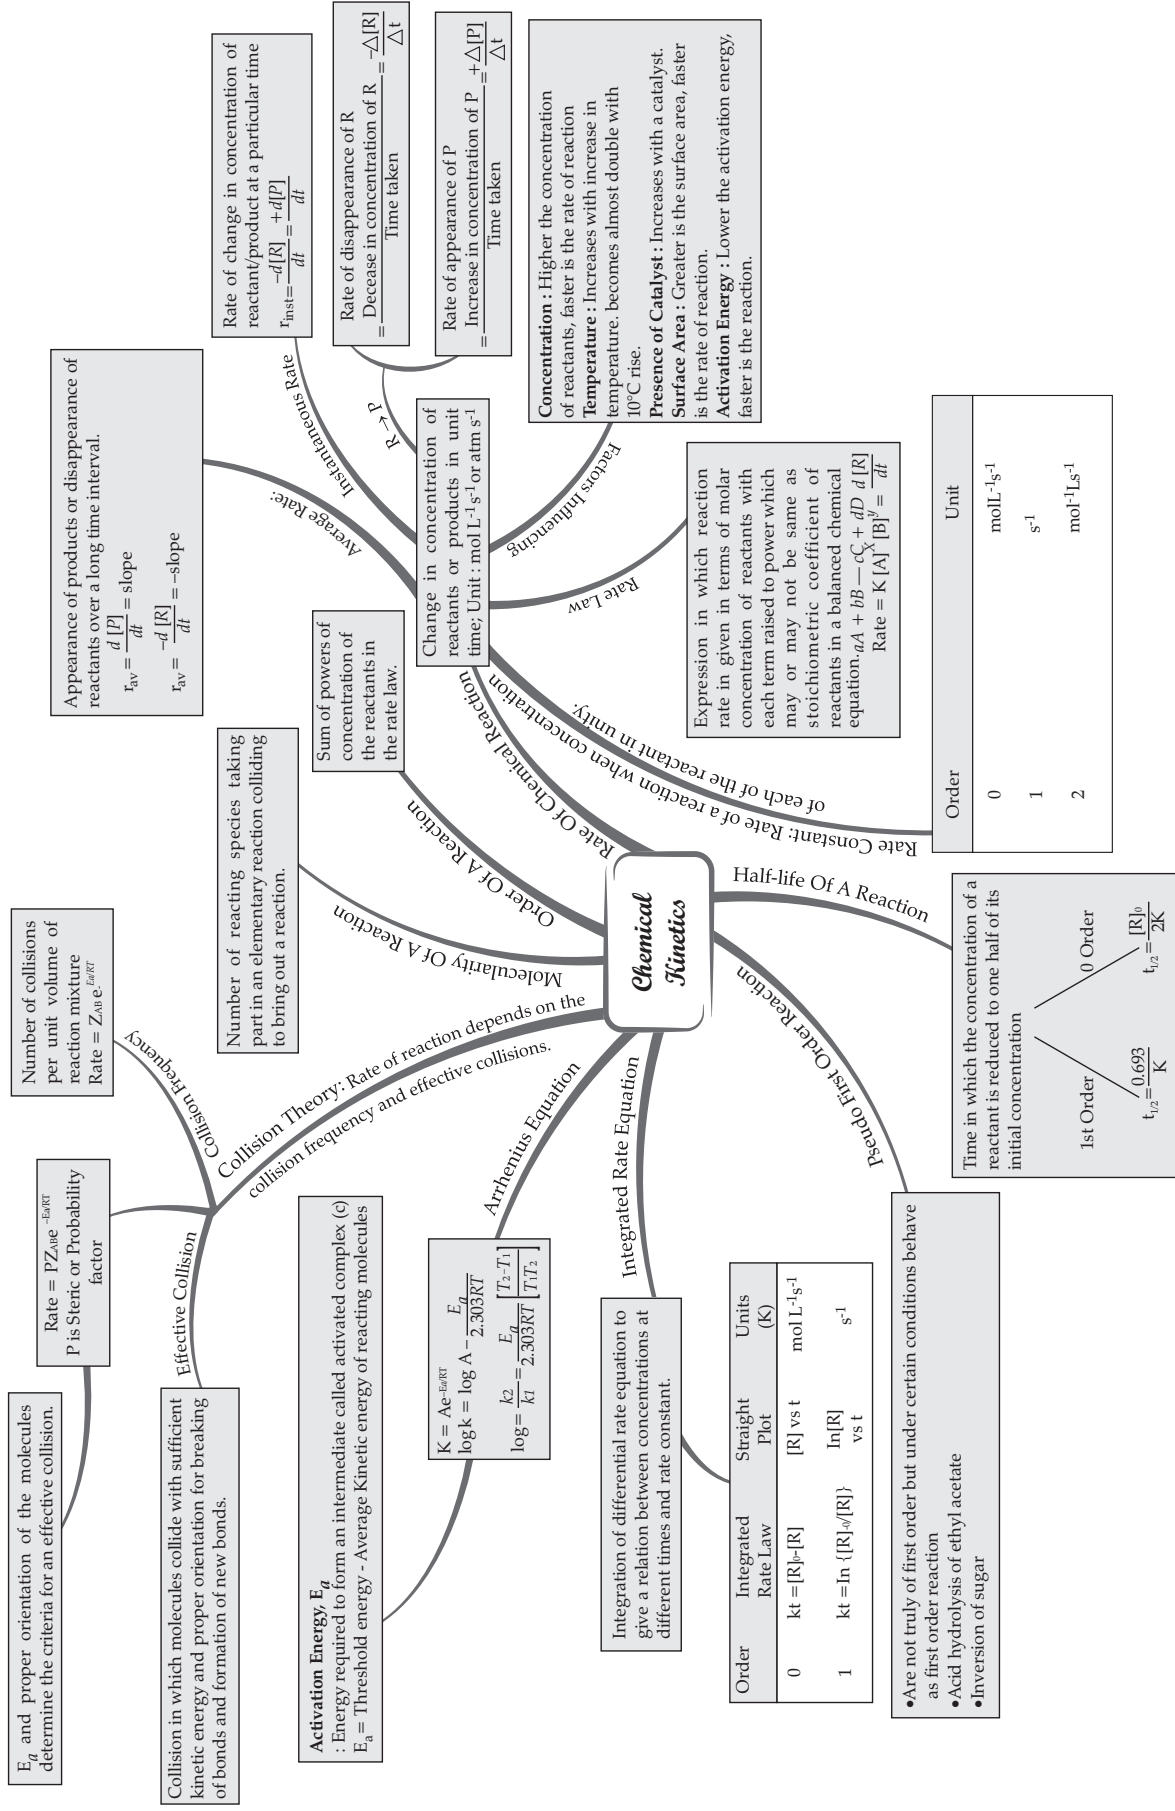 Chemical
Kinetics
Rate Of Chemical Reaction
Change in concentration of
reactants or products in unit
time; Unit : mol L⁻¹s⁻¹ or atm s⁻¹
Average Rate:
Appearance of products or disappearance of
reactants over a long time interval.
r_av = d [P]/dt = slope
r_av = -d [R]/dt = –slope
Instantaneous Rate
Rate of change in concentration of
reactant/product at a particular time
r_inst = -d[R]/dt = +d[P]/dt
R → P
Rate of disappearance of R
= Decease in concentration of R/Time taken = -△[R]/△t
Rate of appearance of P
= Increase in concentration of P/Time taken = +△[P]/△t
Factors Influencing
Concentration : Higher the concentration
of reactants, faster is the rate of reaction
Temperature : Increases with increase in
temperature. becomes almost double with
10°C rise.
Presence of Catalyst : Increases with a catalyst.
Surface Area : Greater is the surface area, faster
is the rate of reaction.
Activation Energy : Lower the activation energy,
faster is the reaction.
Rate Law
Expression in which reaction
rate in given in terms of molar
concentration of reactants with
each term raised to power which
may or may not be same as
stoichiometric coefficient of
reactants in a balanced chemical
equation. aA + bB — cC + dD
Rate = K [A]ˣ [B]ʸ = d [R]/dt
Rate Constant: Rate of a reaction when concentration
of each of the reactant in unity.
Order Unit
0 molL⁻¹s⁻¹
1 s⁻¹
2 mol⁻¹Ls⁻¹
Order Of A Reaction
Sum of powers of
concentration of
the reactants in
the rate law.
Molecularity Of A Reaction
Number of reacting species taking
part in an elementary reaction colliding
to bring out a reaction.
Collision Theory: Rate of reaction depends on the
collision frequency and effective collisions.
Collision Frequency
Number of collisions
per unit volume of
reaction mixture
Rate = Z_AB e-^Ea/RT
Rate = PZ_ABe ^–Ea/RT
P is Steric or Probability
factor
E_a and proper orientation of the molecules
determine the criteria for an effective collision.
Effective Collision
Collision in which molecules collide with sufficient
kinetic energy and proper orientation for breaking
of bonds and formation of new bonds.
Arrhenius Equation
K = Ae^–Ea/RT
log k = log A – E_a/2.303RT
log = k2/k1 = E_a/2.303RT [T₂–T₁/T₁T₂]
Activation Energy, E_a
: Energy required to form an intermediate called activated complex (c)
E_a = Threshold energy - Average Kinetic energy of reacting molecules
Integrated Rate Equation
Integration of differential rate equation to
give a relation between concentrations at
different times and rate constant.
Order Integrated Rate Law Straight Plot Units (K)
0 kt = [R]₀-[R] [R] vs t mol L⁻¹s⁻¹
1 kt = In {[R]-₀/[R]} In[R] vs t s⁻¹
Pseudo First Order Reaction
•Are not truly of first order but under certain conditions behave
as first order reaction
•Acid hydrolysis of ethyl acetate
•Inversion of sugar
Half-life Of A Reaction
Time in which the concentration of a
reactant is reduced to one half of its
initial concentration
1st Order 0 Order
t_1/2 = 0.693/K t_1/2 = [R]₀/2K